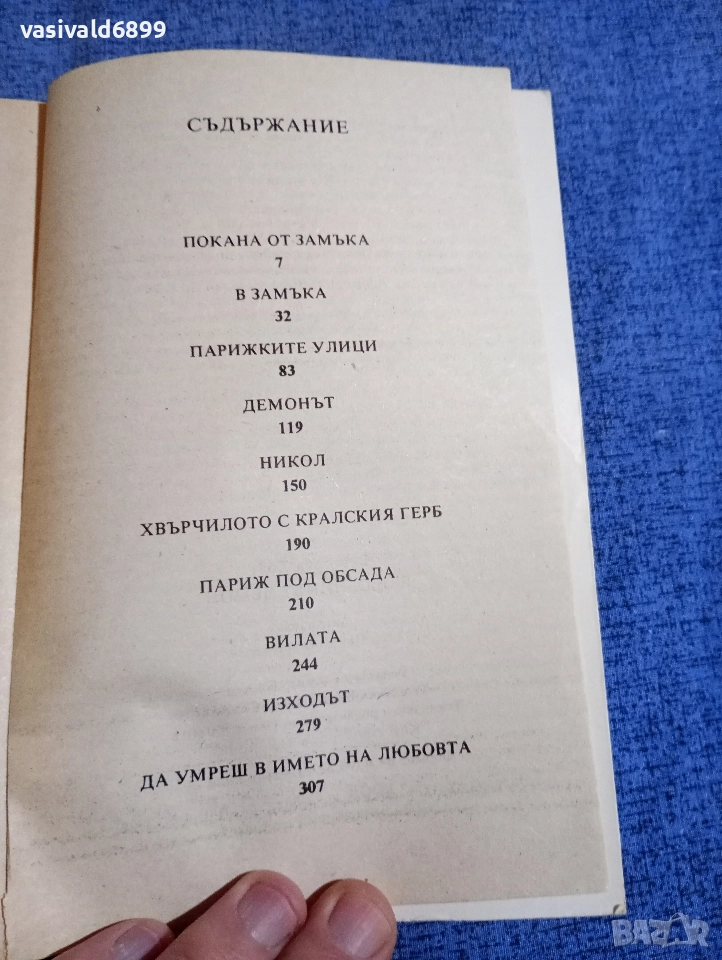 vasivald6899
СЪДЪРЖАНИЕ
ПОКАНА ОТ ЗАМЪКА
7
В ЗАМЪКА
32
ПАРИЖКИТЕ УЛИЦИ
83
ДЕМОНЪТ
119
НИКОЛ
150
ХВЪРЧИЛОТО С КРАЛСКИЯ ГЕРБ
190
ПАРИЖ ПОД ОБСАДА
210
ВИЛАТА
244
ИЗХОДЪТ
279
ДА УМРЕШ В ИМЕТО НА ЛЮБОВТА
307
BAZAR